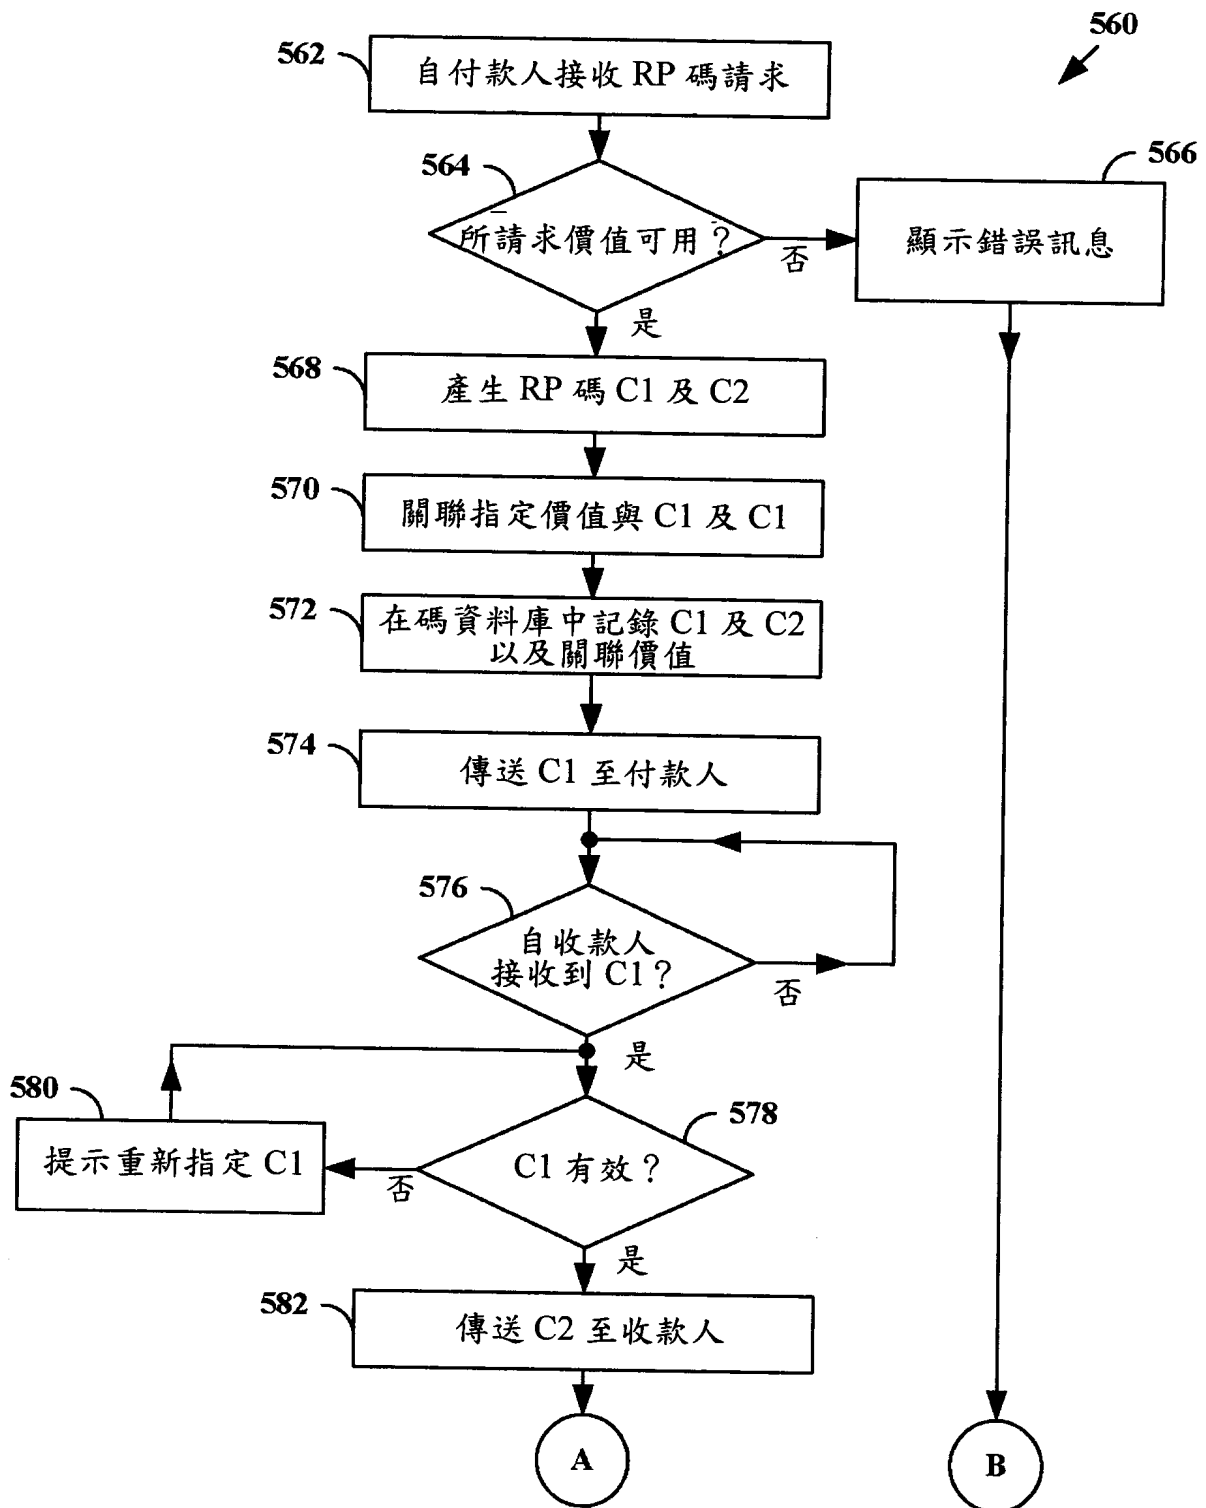 560
562
自付款人接收 RP 碼請求
564
所請求價值可用？
否
566
顯示錯誤訊息
是
568
產生 RP 碼 C1 及 C2
570
關聯指定價值與 C1 及 C1
572
在碼資料庫中記錄 C1 及 C2
以及關聯價值
574
傳送 C1 至付款人
576
自收款人
接收到 C1？
否
是
578
C1 有效？
否
580
提示重新指定 C1
是
582
傳送 C2 至收款人
A
B